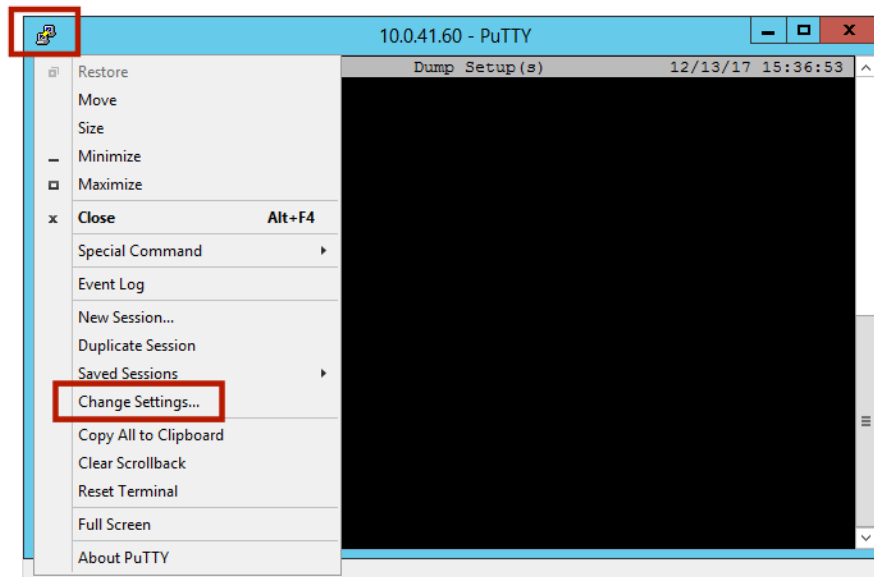 10.0.41.60 - PuTTY
Dump Setup(s) 12/13/17 15:36:53
Restore
Move
Size
Minimize
Maximize
Close Alt+F4
Special Command
Event Log
New Session...
Duplicate Session
Saved Sessions
Change Settings...
Copy All to Clipboard
Clear Scrollback
Reset Terminal
Full Screen
About PuTTY